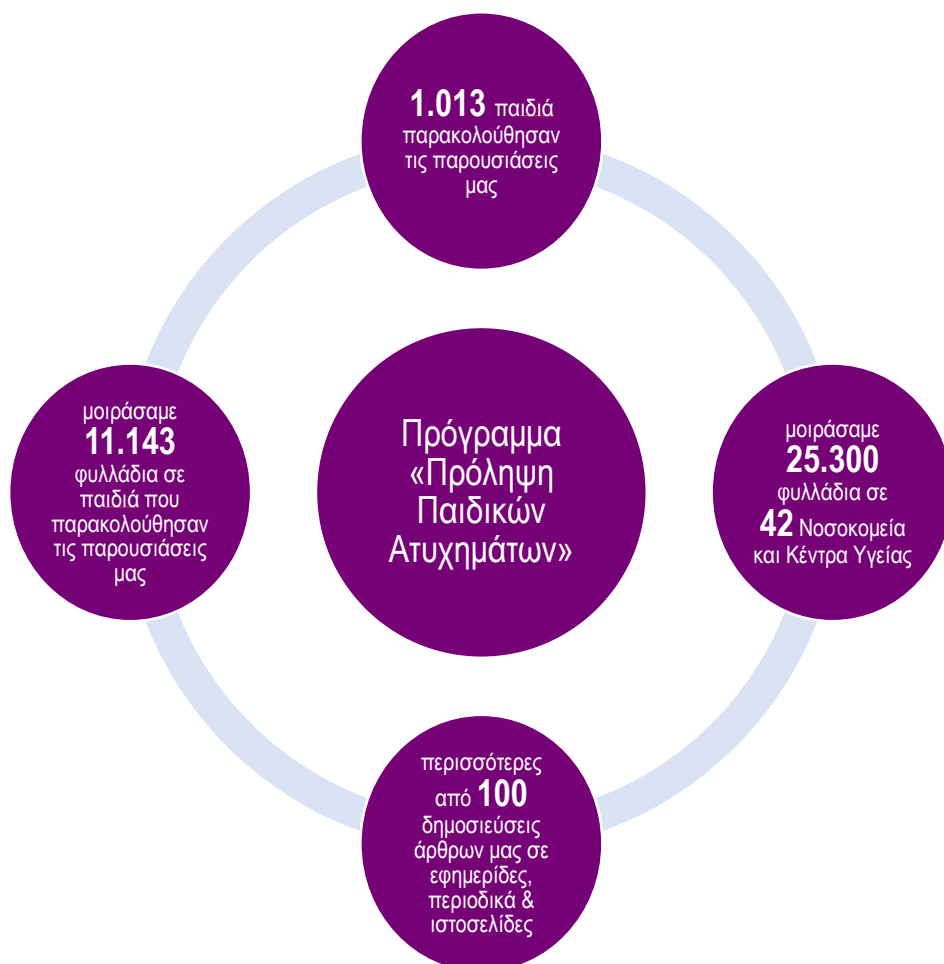 1.013 παιδιά
παρακολούθησαν
τις παρουσιάσεις
μας
μοιράσαμε
11.143
φυλλάδια σε
παιδιά που
παρακολούθησαν
τις παρουσιάσεις
μας
Πρόγραμμα
«Πρόληψη
Παιδικών
Ατυχημάτων»
μοιράσαμε
25.300
φυλλάδια σε
42 Νοσοκομεία
και Κέντρα Υγείας
περισσότερες
από 100
δημοσιεύσεις
άρθρων μας σε
εφημερίδες,
περιοδικά &
ιστοσελίδες